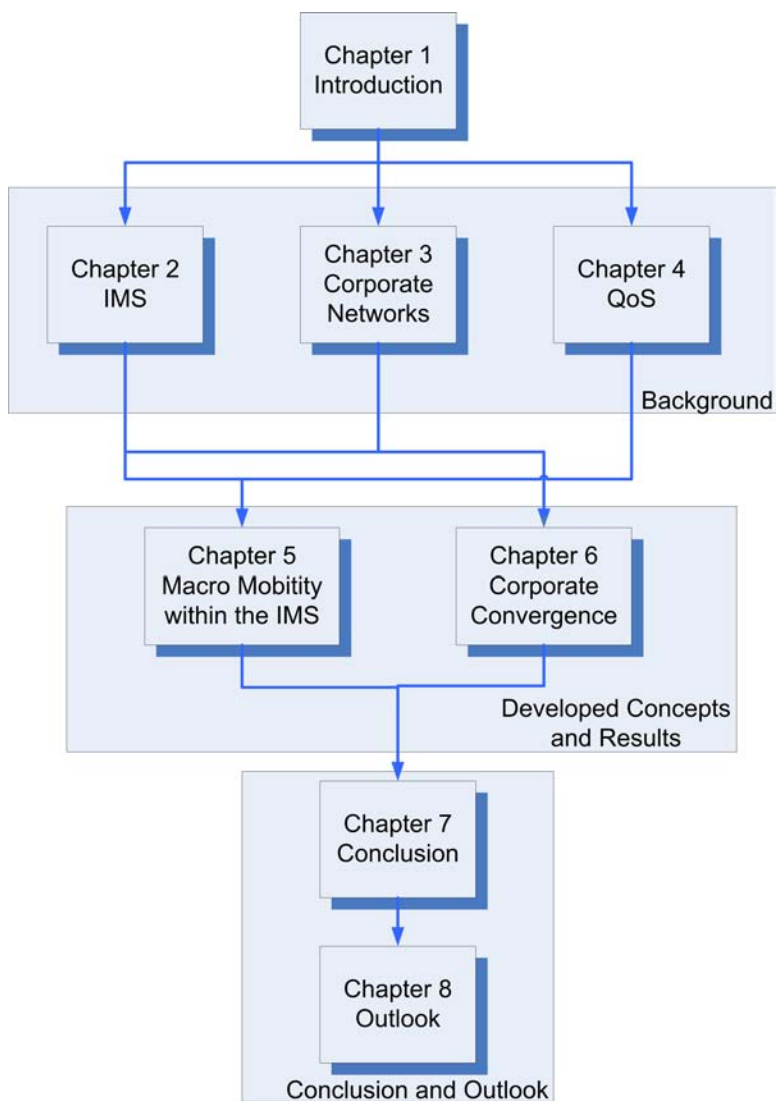 Chapter 1
Introduction
Chapter 2
IMS
Chapter 3
Corporate
Networks
Chapter 4
QoS
Background
Chapter 5
Macro Mobitity
within the IMS
Chapter 6
Corporate
Convergence
Developed Concepts
and Results
Chapter 7
Conclusion
Chapter 8
Outlook
Conclusion and Outlook